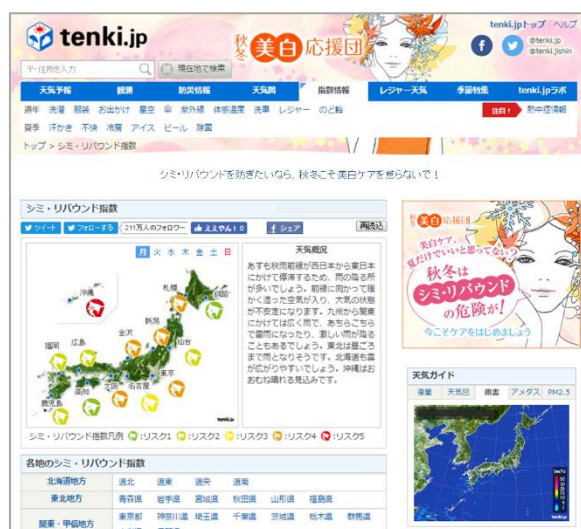 tenki.jp
秋冬 美白 応援団
tenki.jpトップ | ヘルプ
@tenki.jp
@tenki.jishin
〒・住所を入力
現在地で検索
天気予報 観測 防災情報 天気図 指数情報 レジャー天気 季節特集 tenki.jpラボ
通年 洗濯 服装 お出かけ 星空 傘 紫外線 体感温度 洗車 レジャー のど飴
注目! 熱中症情報
夏季 汗かき 不快 冷房 アイス ビール 除菌
トップ > シミ・リバウンド指数
シミ・リバウンドを防ぎたいなら、秋冬こそ美白ケアを怠らないで!
シミ・リバウンド指数
ツイート フォローする 211万人のフォロワー ええやん! 0 シェア 再読込
月 火 水 木 金 土 日
沖縄
札幌
釧路
新潟
金沢
仙台
福岡
広島
東京
高知
大阪
名古屋
鹿児島
tenki.jp
シミ・リバウンド指数凡例 :リスク1 :リスク2 :リスク3 :リスク4 :リスク5
天気概況
あすも秋雨前線が西日本から東日本
にかけて停滞するため、雨の降る所
が多いでしょう。前線に向かって暖
かく湿った空気が入り、大気の状態
が不安定になります。九州から関東
にかけては広く雨で、あちらこちら
で雷雨になったり、激しい雨が降る
こともあるでしょう。東北は昼ごろ
まで雨となりそうです。北海道も雲
が広がりやすいでしょう。沖縄はお
おむね晴れる見込みです。
秋冬 美白 応援団
美白ケア、
夏だけでいいと思ってない?
秋冬は
シミ・リバウンド
の危険が!
今こそケアをはじめましょう
天気ガイド
衛星 天気図 雨雲 アメダス PM2.5
tenki.jp
各地のシミ・リバウンド指数
北海道地方 道北 道東 道央 道南
東北地方 青森県 岩手県 宮城県 秋田県 山形県 福島県
関東・甲信地方 東京都 神奈川県 埼玉県 千葉県 茨城県 栃木県 群馬県